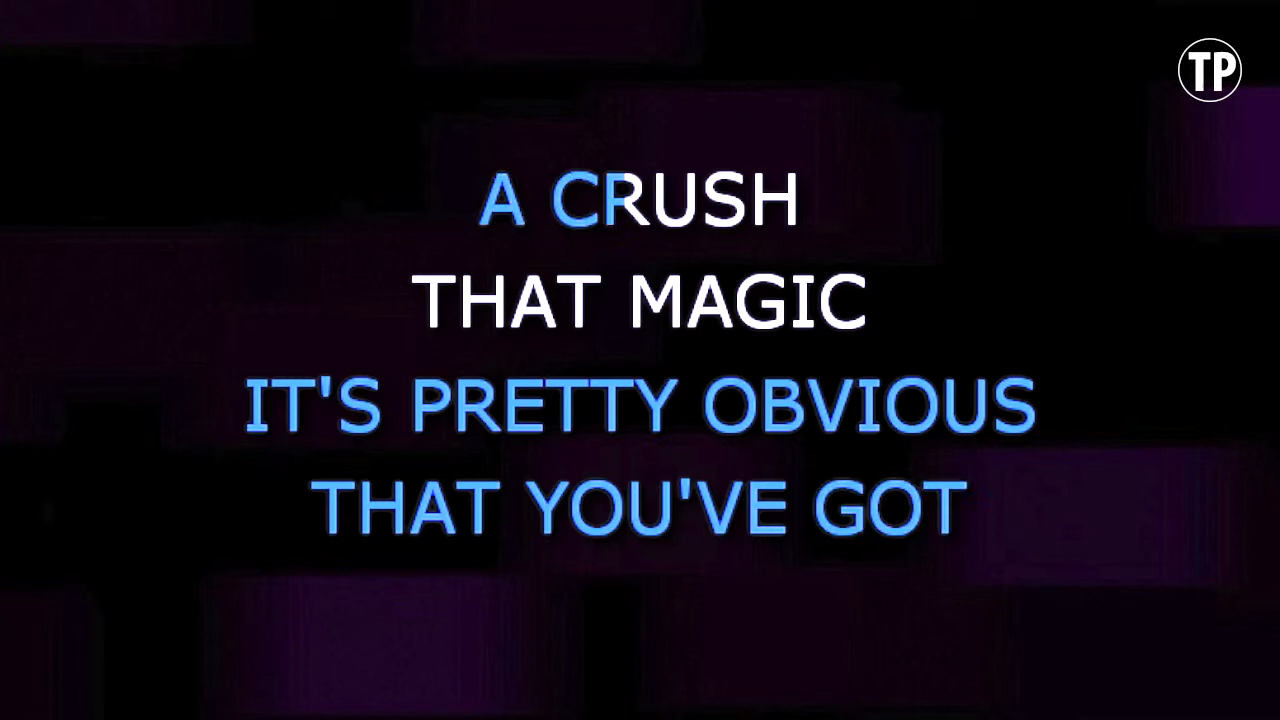 TP
A CRUSH
THAT MAGIC
IT'S PRETTY OBVIOUS
THAT YOU'VE GOT